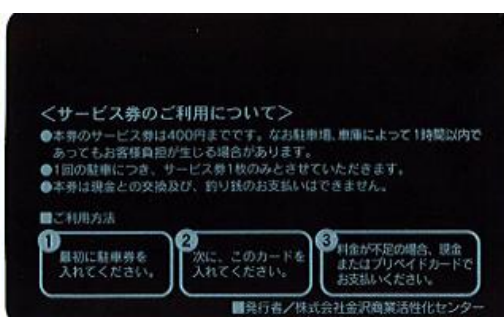 ＜サービス券のご利用について＞
●本券のサービス券は400円までです。なお駐車場、車庫によって1時間以内で
あってもお客様負担が生じる場合があります。
●1回の駐車につき、サービス券1枚のみとさせていただきます。
●本券は現金との交換及び、釣り銭のお支払いはできません。
■ご利用方法
1
最初に駐車券を
入れてください。
2
次に、このカードを
入れてください。
3
料金が不足の場合、現金
またはプリペイドカードで
お支払いください。
■発行者／株式会社金沢商業活性化センター